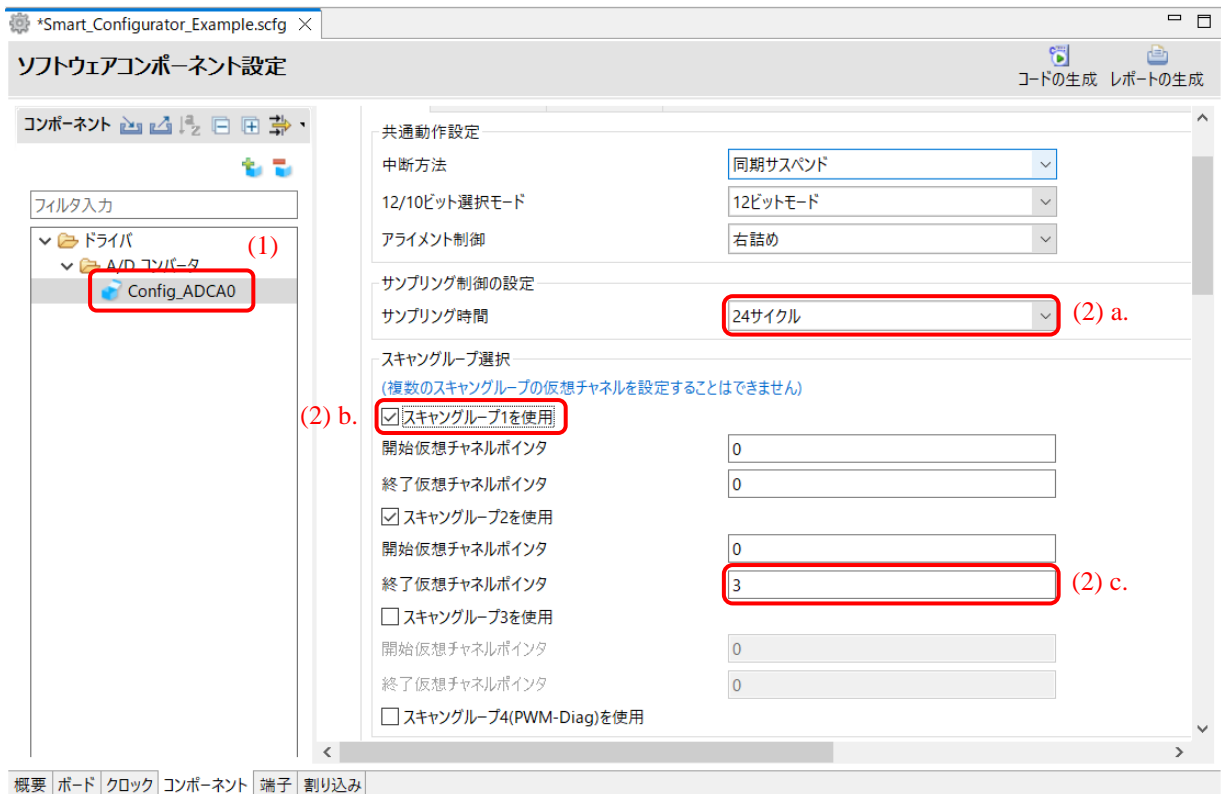 *Smart_Configurator_Example.scfg
ソフトウェアコンポーネント設定
コードの生成 レポートの生成
コンポーネント
フィルタ入力
ドライバ
(1)
A/D コンバータ
Config_ADCA0
共通動作設定
中断方法 同期サスペンド
12/10ビット選択モード 12ビットモード
アライメント制御 右詰め
サンプリング制御の設定
サンプリング時間 24サイクル (2) a.
スキャングループ選択
(複数のスキャングループの仮想チャネルを設定することはできません)
(2) b. スキャングループ1を使用
開始仮想チャネルポインタ 0
終了仮想チャネルポインタ 0
スキャングループ2を使用
開始仮想チャネルポインタ 0
終了仮想チャネルポインタ 3 (2) c.
スキャングループ3を使用
開始仮想チャネルポインタ 0
終了仮想チャネルポインタ 0
スキャングループ4(PWM-Diag)を使用
概要 ボード クロック コンポーネント 端子 割り込み